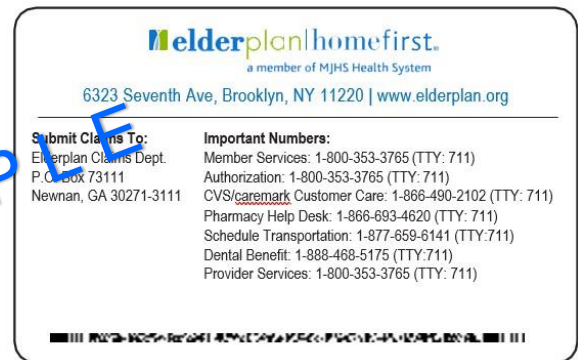 elderplan|homefirst.
a member of MJHS Health System
6323 Seventh Ave, Brooklyn, NY 11220 | www.elderplan.org
Submit Claims To:
Elderplan Claims Dept.
P.O. Box 73111
Newnan, GA 30271-3111
Important Numbers:
Member Services: 1-800-353-3765 (TTY: 711)
Authorization: 1-800-353-3765 (TTY: 711)
CVS/caremark Customer Care: 1-866-490-2102 (TTY: 711)
Pharmacy Help Desk: 1-866-693-4620 (TTY: 711)
Schedule Transportation: 1-877-659-6141 (TTY:711)
Dental Benefit: 1-888-468-5175 (TTY:711)
Provider Services: 1-800-353-3765 (TTY: 711)
PLE